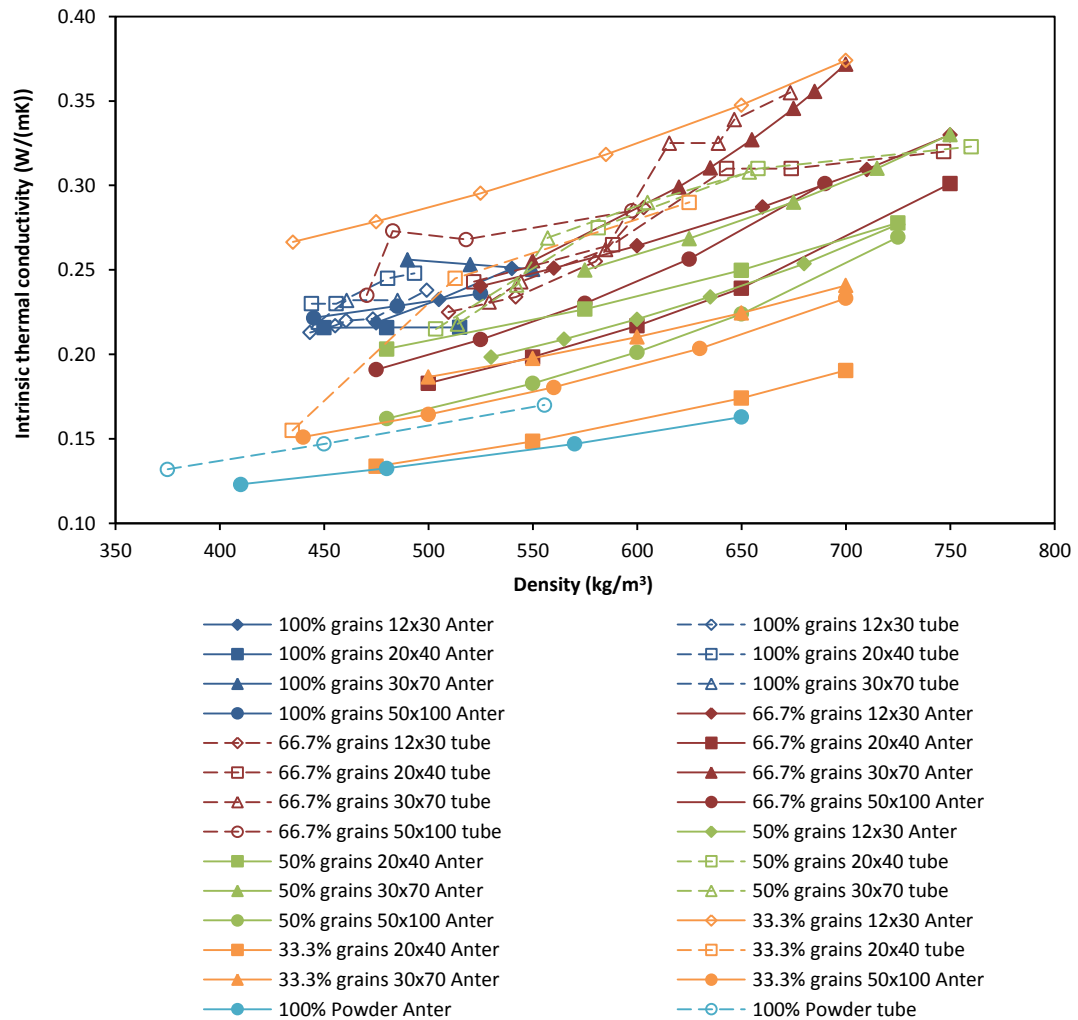 0.40
0.35
0.30
0.25
0.20
0.15
0.10
Intrinsic thermal conductivity (W/(mK))
350 400 450 500 550 600 650 700 750 800
Density (kg/m³)
100% grains 12x30 Anter 100% grains 12x30 tube
100% grains 20x40 Anter 100% grains 20x40 tube
100% grains 30x70 Anter 100% grains 30x70 tube
100% grains 50x100 Anter 66.7% grains 12x30 Anter
66.7% grains 12x30 tube 66.7% grains 20x40 Anter
66.7% grains 20x40 tube 66.7% grains 30x70 Anter
66.7% grains 30x70 tube 66.7% grains 50x100 Anter
66.7% grains 50x100 tube 50% grains 12x30 Anter
50% grains 20x40 Anter 50% grains 20x40 tube
50% grains 30x70 Anter 50% grains 30x70 tube
50% grains 50x100 Anter 33.3% grains 12x30 Anter
33.3% grains 20x40 Anter 33.3% grains 20x40 tube
33.3% grains 30x70 Anter 33.3% grains 50x100 Anter
100% Powder Anter 100% Powder tube